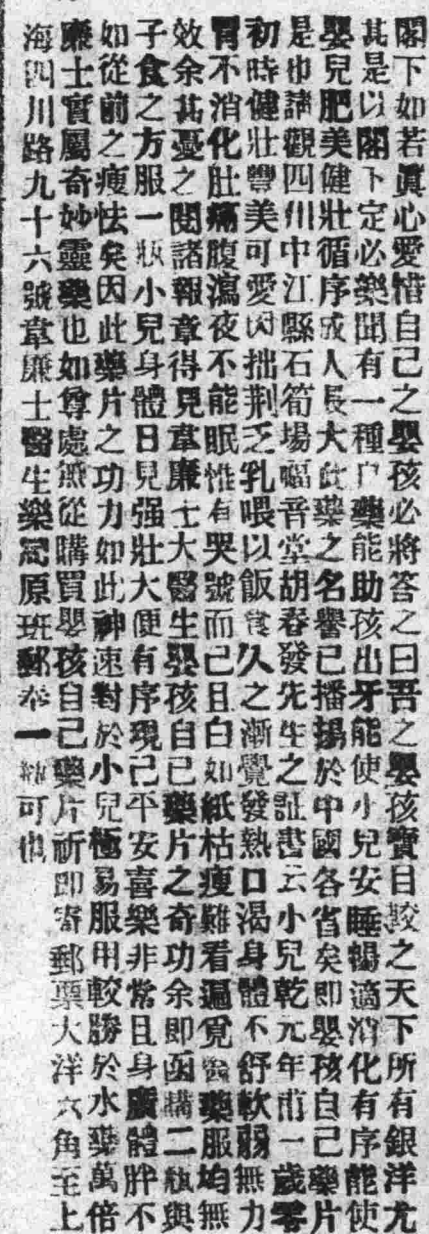 閣下如若眞心愛惜自己之嬰孩必將答之曰吾之嬰孩寶目較之天下所有銀洋尤
甚是以閣下定必樂聞有一種口藥能助孩出牙能使小兒安睡暢適消化有序能使
嬰兒肥美健壯循序成人長大此藥之名譽已播揚於中國各省矣即嬰孩自己藥片
是也請觀四川中江縣石筍場福音堂胡春發先生之証書云小兒乾元年甫一歲零
初時健壯豐美可愛因拙荆乏乳喂以飯食久之漸覺發熱口渴身體不舒軟弱無力
胃不消化肚痛腹瀉夜不能眠惟有哭號而已且白如紙枯瘦難看遍覓醫藥服均無
效余甚憂之閱諸報章得見韋廉士大醫生嬰孩自己藥片之奇功余即函購二瓶與
子食之方服一瓶小兒身體日見强壯大便有序現已平安喜樂非常且身廣體胖不
如從前之瘦怯矣因此藥片之功力如此神速對於小兒極易服用較勝於水藥萬倍
廉士實屬奇妙靈藥也如尊處無從購買嬰孩自己藥片祈即寄郵票大洋六角至上
海四川路九十六號韋廉士醫生藥局原班郵奉一瓶可也